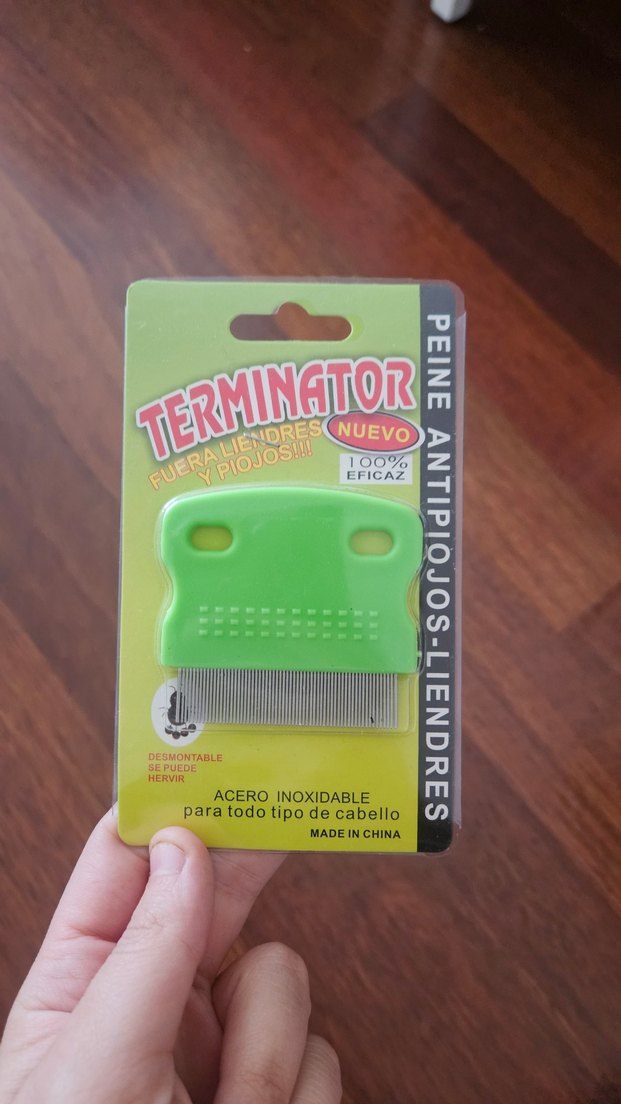 TERMINATOR
FUERA LIENDRES
Y PIOJOS!!!
NUEVO
100%
EFICAZ
PEINE ANTIPIOJOS-LIENDRES
DESMONTABLE
SE PUEDE
HERVIR
ACERO INOXIDABLE
para todo tipo de cabello
MADE IN CHINA